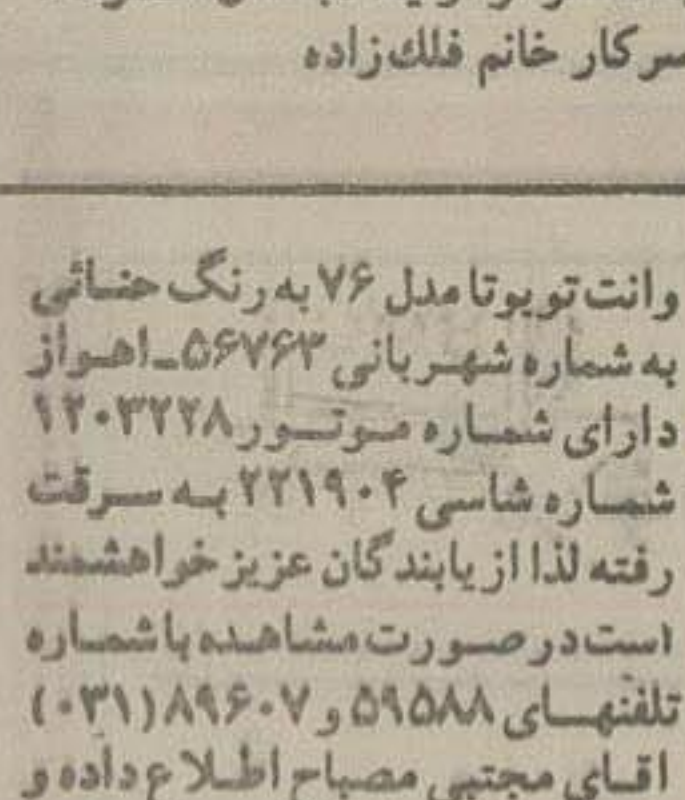 سرکار خانم فلك‌زاده
وانت تویوتا مدل ۷۶ به رنگ حنائی
به شماره شهربانی ۵۶۷۶۳ـ اهواز
دارای شماره موتور ۱۲۰۳۲۲۸
شماره شاسی ۲۲۱۹۰۴ به سرقت
رفته لذا از یابندگان عزیز خواهشمند
است در صورت مشاهده با شماره
تلفنهای ۵۹۵۸۸ و ۸۹۶۰۷ (۰۳۱)
اقای مجتبی مصباح اطلاع داده و